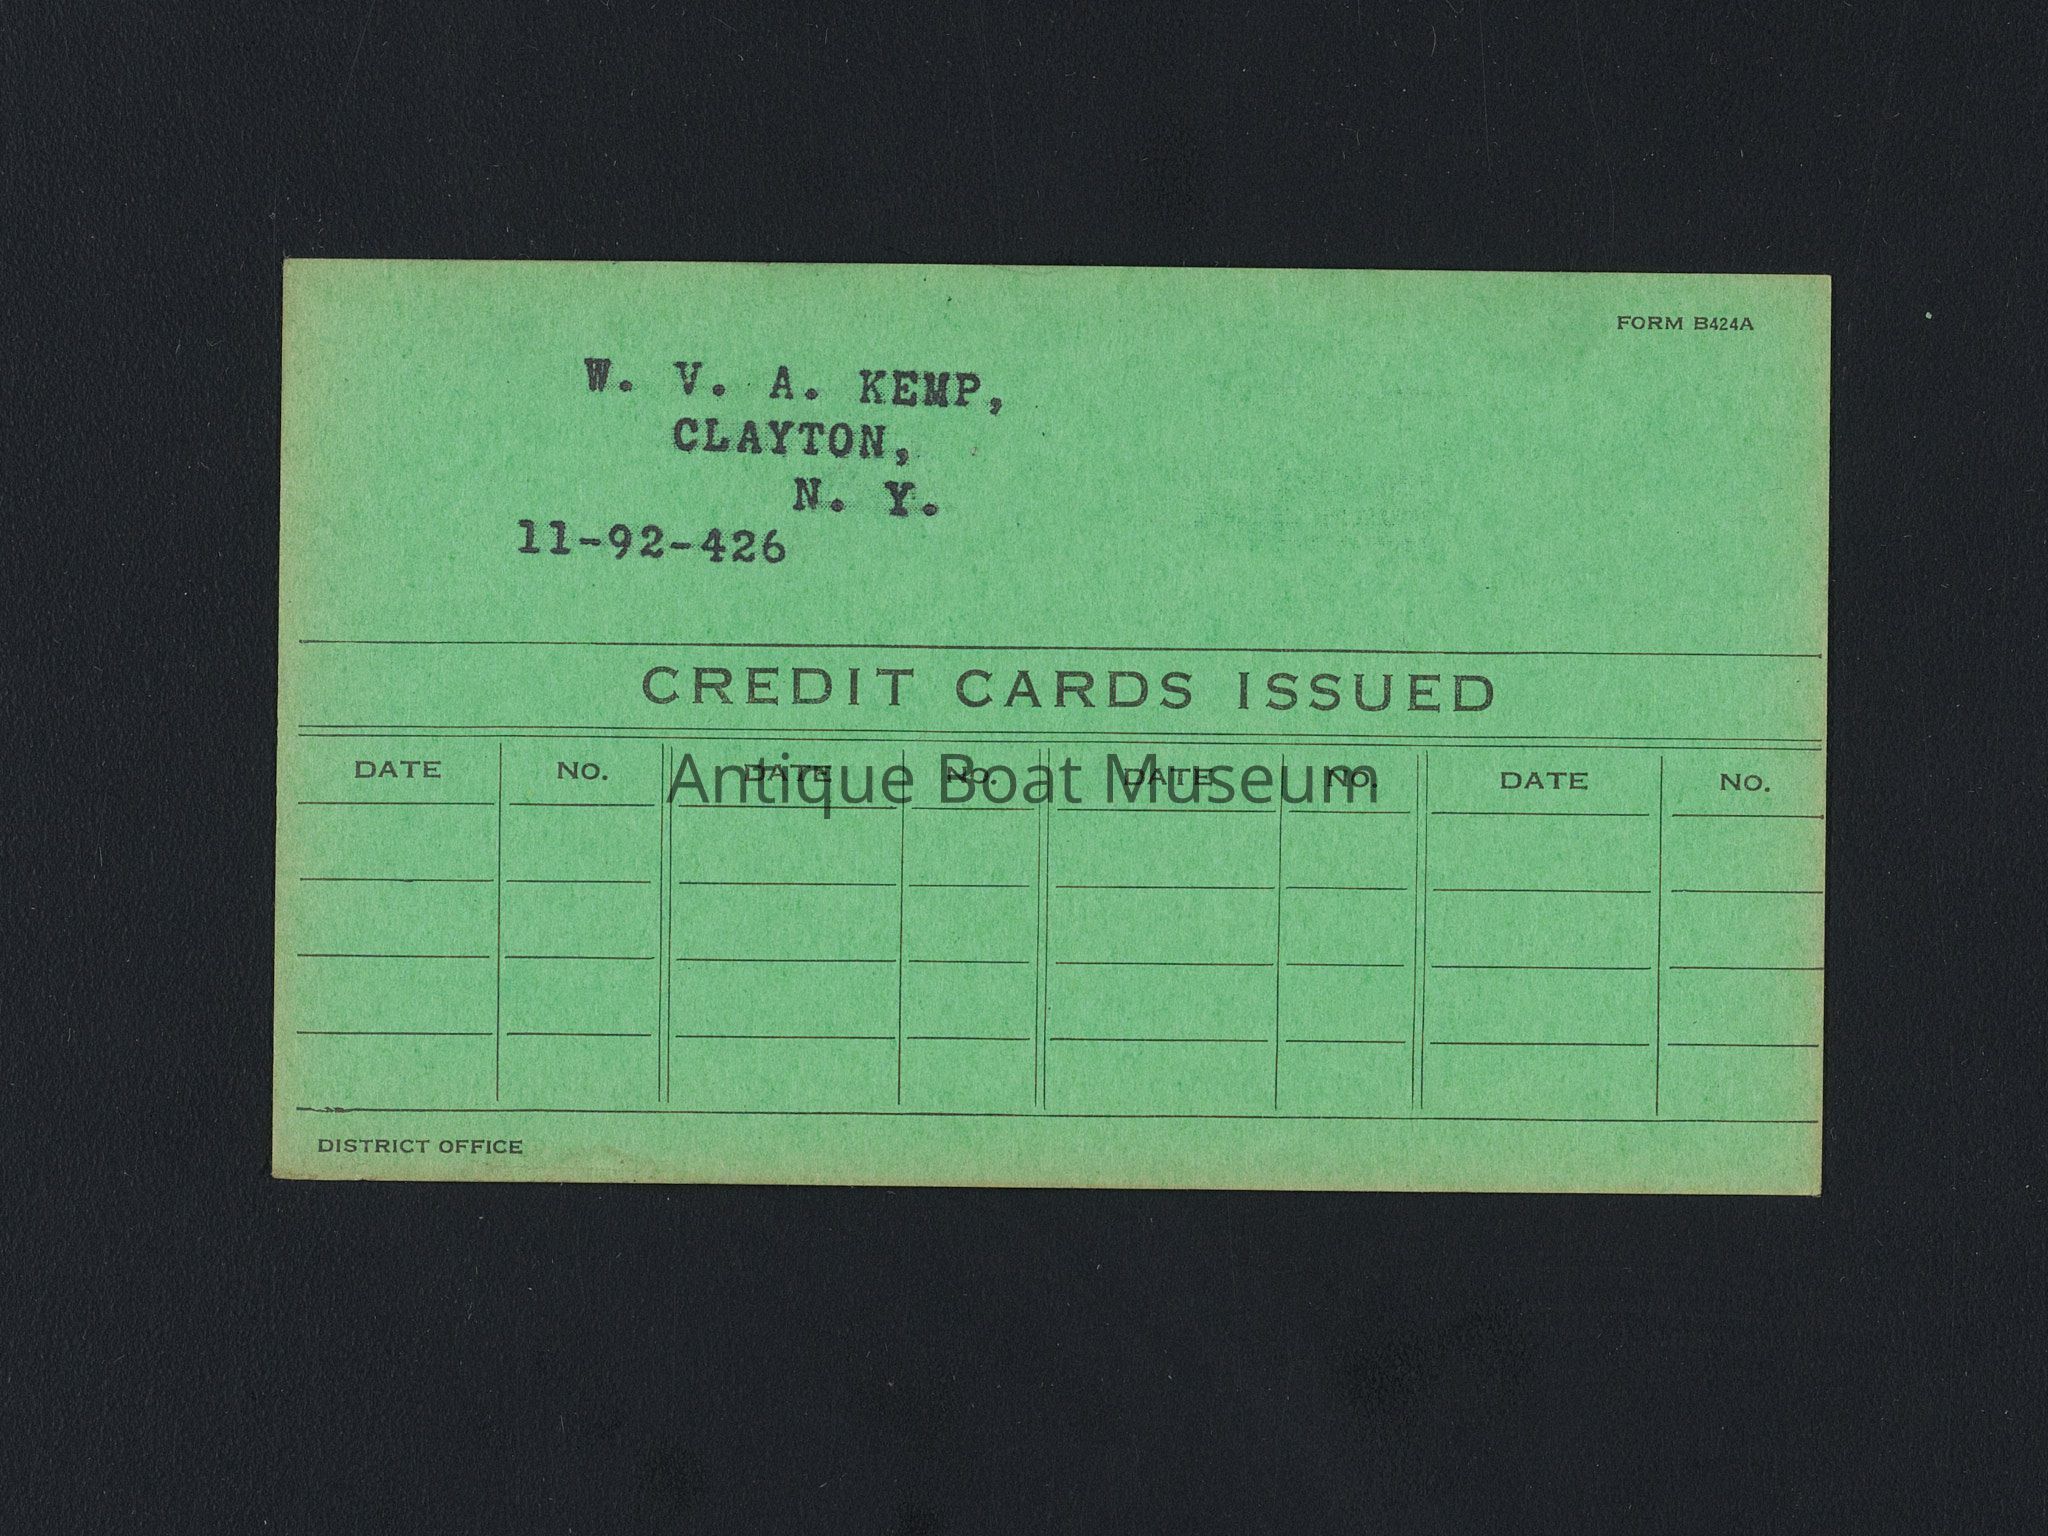 FORM B424A
W. V. A. KEMP,
CLAYTON,
N. Y.
11-92-426
CREDIT CARDS ISSUED
DATE NO. DATE NO. DATE NO. DATE NO.
Antique Boat Museum
DISTRICT OFFICE